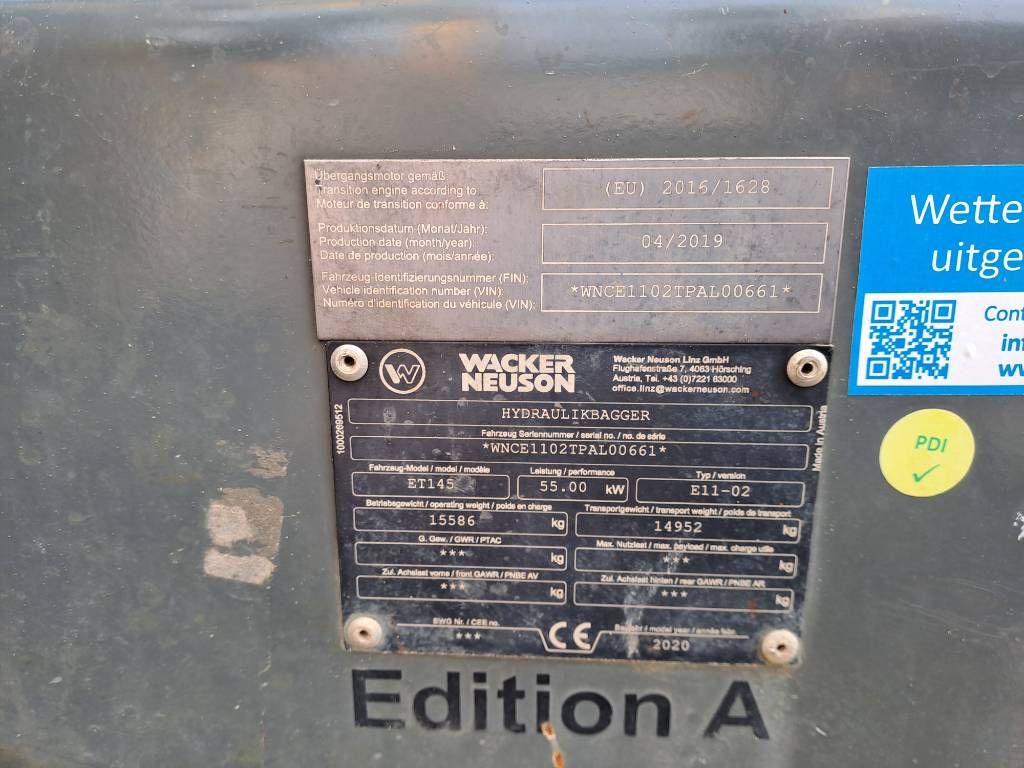 Übergangsmotor gemäß:
Transition engine according to:
Moteur de transition conforme à:
(EU) 2016/1628
Produktionsdatum (Monat/Jahr):
Production date (month/year):
Date de production (mois/année):
04/2019
Fahrzeug-Identifizierungsnummer (FIN):
Vehicle identification number (VIN):
Numéro d'identification du véhicule (VIN):
*WNCE1102TPAL00661*
WACKER
NEUSON
Wacker Neuson Linz GmbH
Flughafenstraße 7, 4063 Hörsching
Austria, Tel. +43 (0)7221 63000
office.linz@wackerneuson.com
1000269512
HYDRAULIKBAGGER
Made in Austria
Fahrzeug Seriennummer / serial no. / no. de série
*WNCE1102TPAL00661*
Fahrzeug-Model / model / modèle
ET145
Leistung / performance
55.00 kW
Typ / version
E11-02
Betriebsgewicht / operating weight / poids en charge
15586 kg
Transportgewicht / transport weight / poids de transport
14952 kg
G. Gew. / GWR / PTAC
*** kg
Max. Nutzlast / max. payload / max. charge utile
*** kg
Zul. Achslast vorne / front GAWR / PNBE AV
*** kg
Zul. Achslast hinten / rear GAWR / PNBE AR
*** kg
EWG Nr. / CEE no.
***
CE
Baujahr / model year / année fabr.
2020
Edition A
Wette
uitge
Cont
inf
ww
PDI